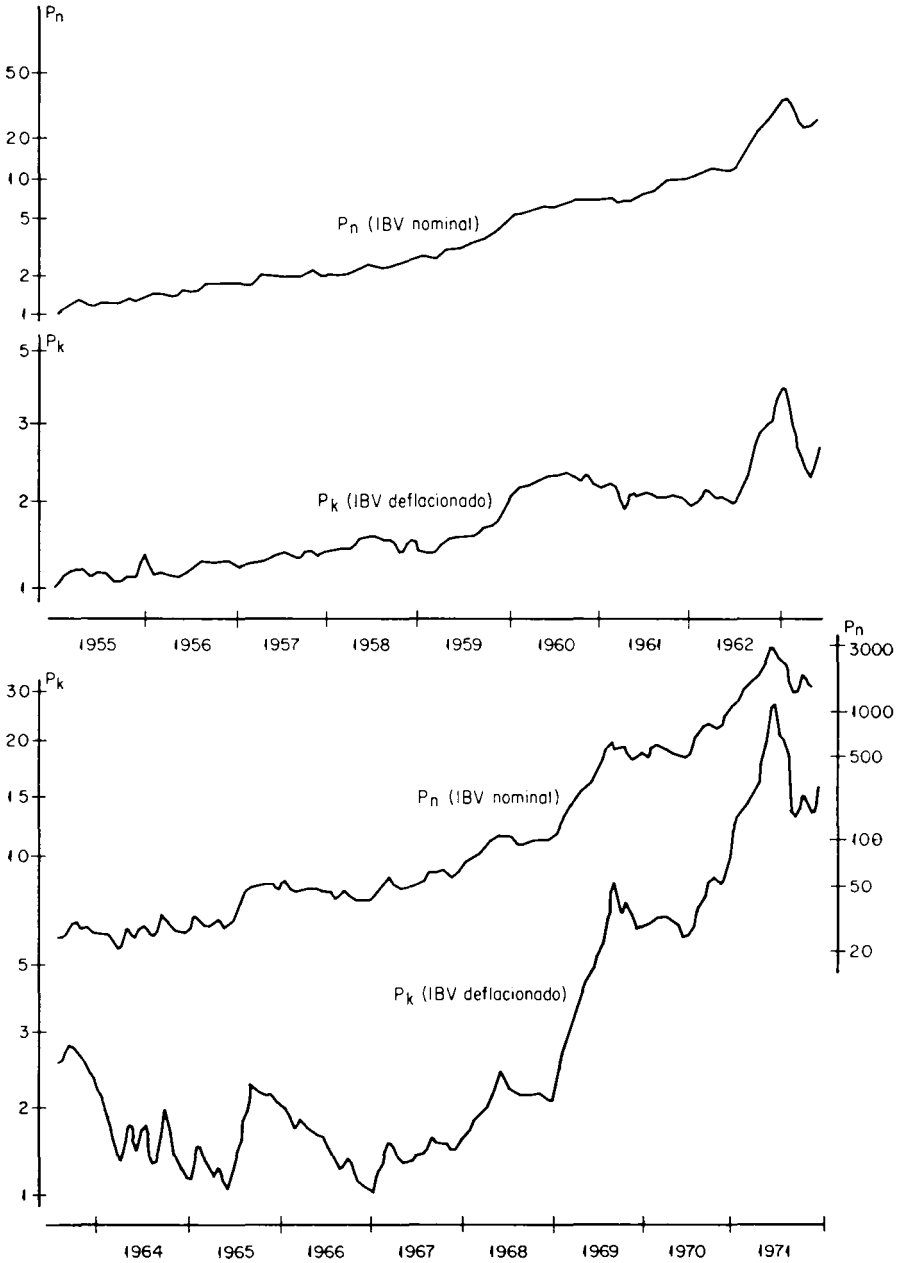 Pn
50
20
10
5
2
1
Pn (IBV nominal)
Pk
5
3
2
1
Pk (IBV deflacionado)
1955 1956 1957 1958 1959 1960 1961 1962
Pk
30
20
15
10
5
3
2
1
Pn
3000
1000
500
100
50
20
Pn (IBV nominal)
Pk (IBV deflacionado)
1964 1965 1966 1967 1968 1969 1970 1971